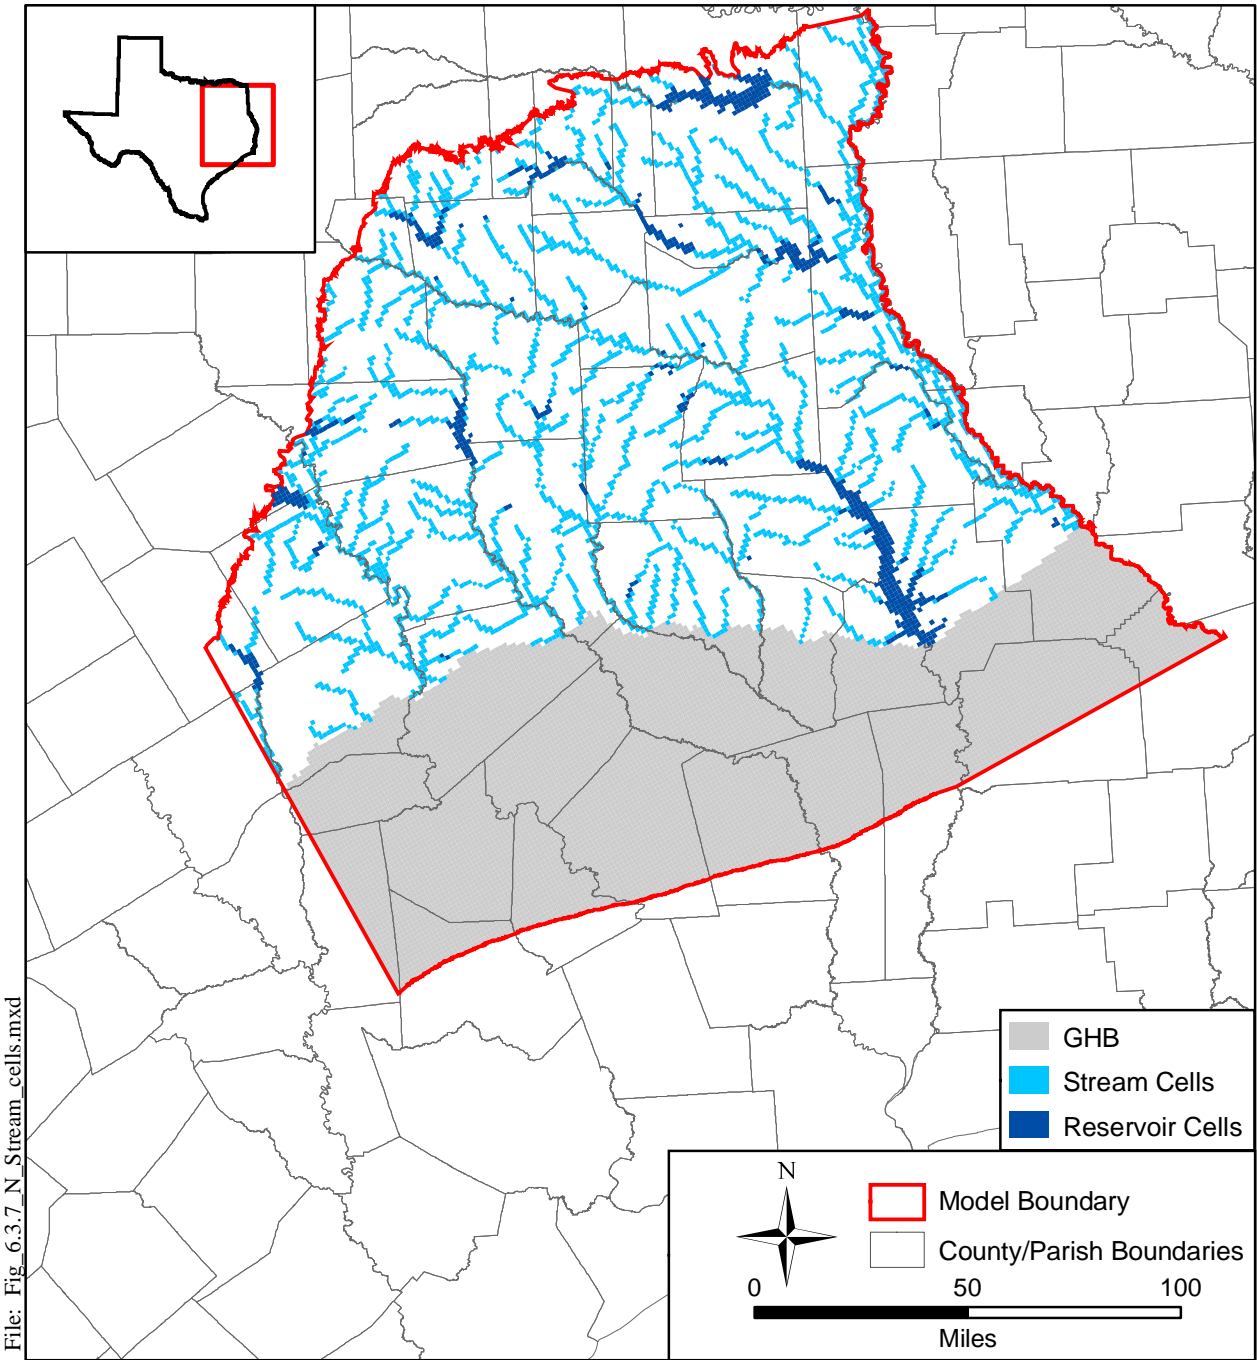 GHB
Stream Cells
Reservoir Cells
N
Model Boundary
County/Parish Boundaries
0 50 100
Miles
File: Fig_6.3.7_N_Stream_cells.mxd